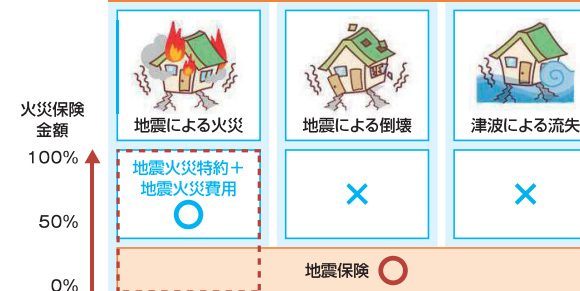 地震による火災
地震による倒壊
津波による流失
火災保険
金額
100%
50%
0%
地震火災特約＋
地震火災費用
○
×
×
地震保険 ○